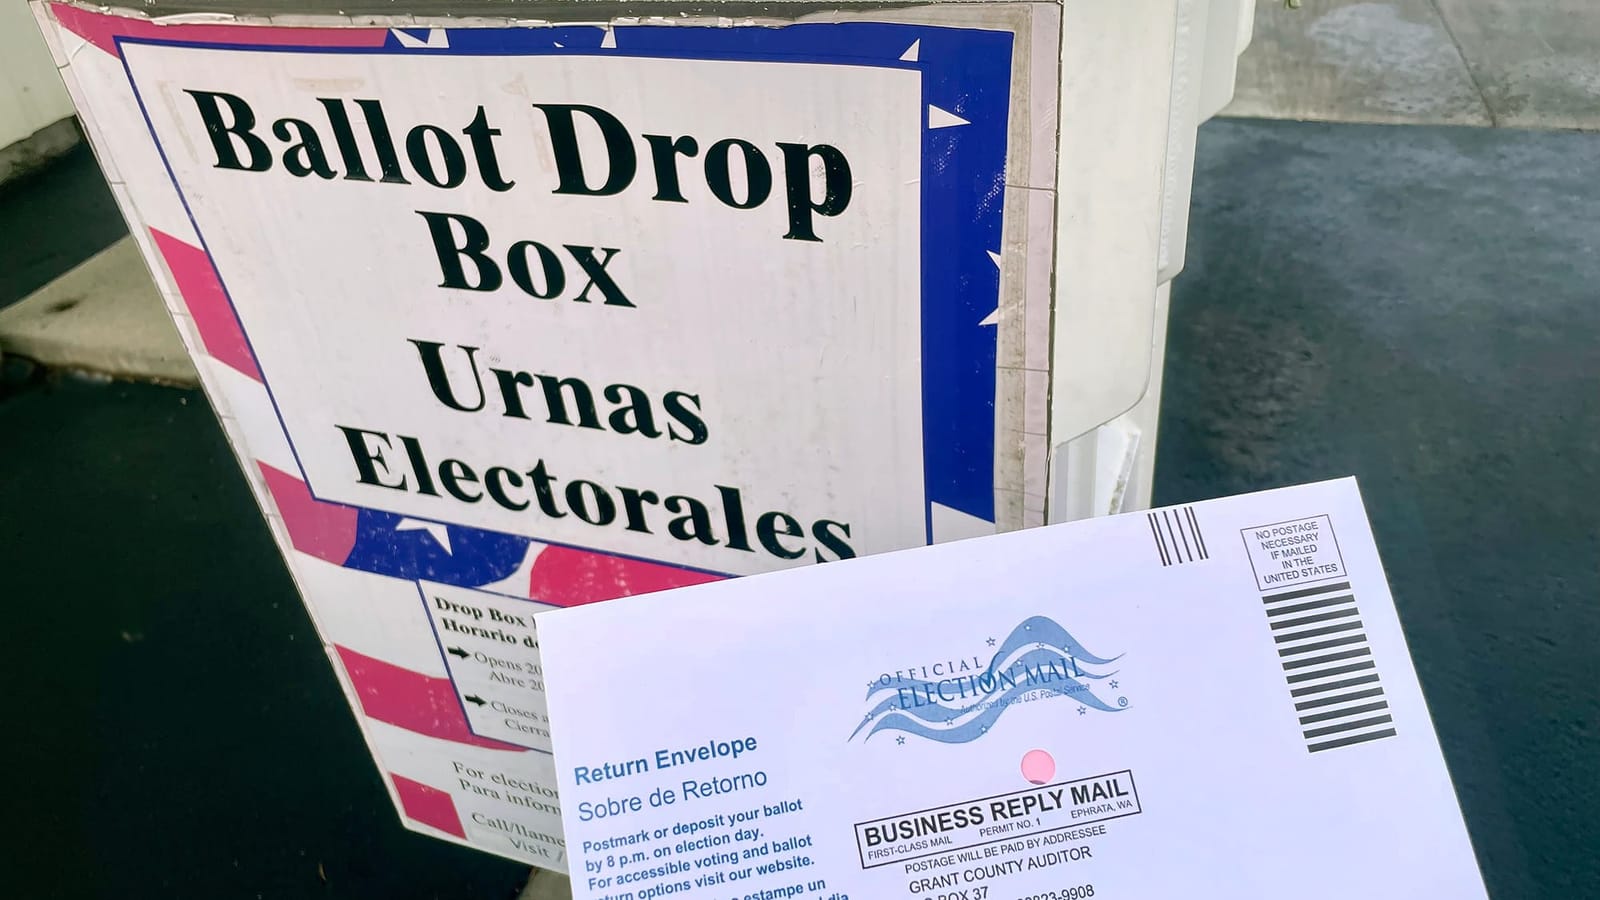 Ballot Drop
Box
Urnas
Electorales
Drop Box
Horario de
Opens 20
Abre 20
Closes a
Cierra
For election
Para inform
Call/llame
Visit /
NO POSTAGE
NECESSARY
IF MAILED
IN THE
UNITED STATES
OFFICIAL
ELECTION MAIL
Authorized by the U.S. Postal Service
®
Return Envelope
Sobre de Retorno
Postmark or deposit your ballot
by 8 p.m. on election day.
For accessible voting and ballot
return options visit our website.
estampe un
día
BUSINESS REPLY MAIL
FIRST-CLASS MAIL PERMIT NO. 1 EPHRATA, WA
POSTAGE WILL BE PAID BY ADDRESSEE
GRANT COUNTY AUDITOR
BOX 37
-9908